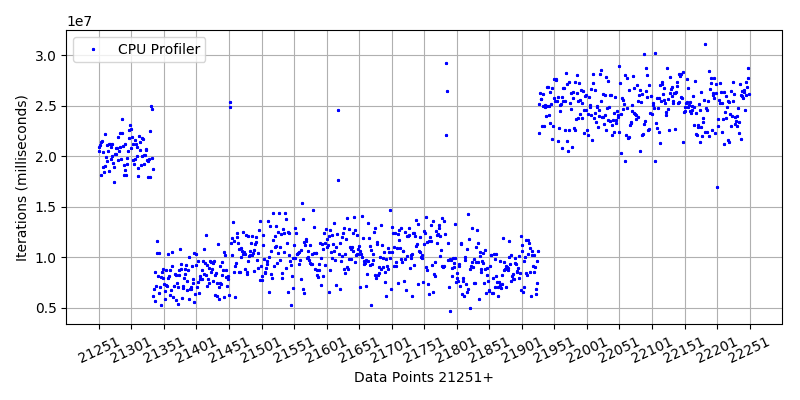 1e7
CPU Profiler
3.0
2.5
2.0
1.5
1.0
0.5
Iterations (milliseconds)
21251 21301 21351 21401 21451 21501 21551 21601 21651 21701 21751 21801 21851 21901 21951 22001 22051 22101 22151 22201 22251
Data Points 21251+